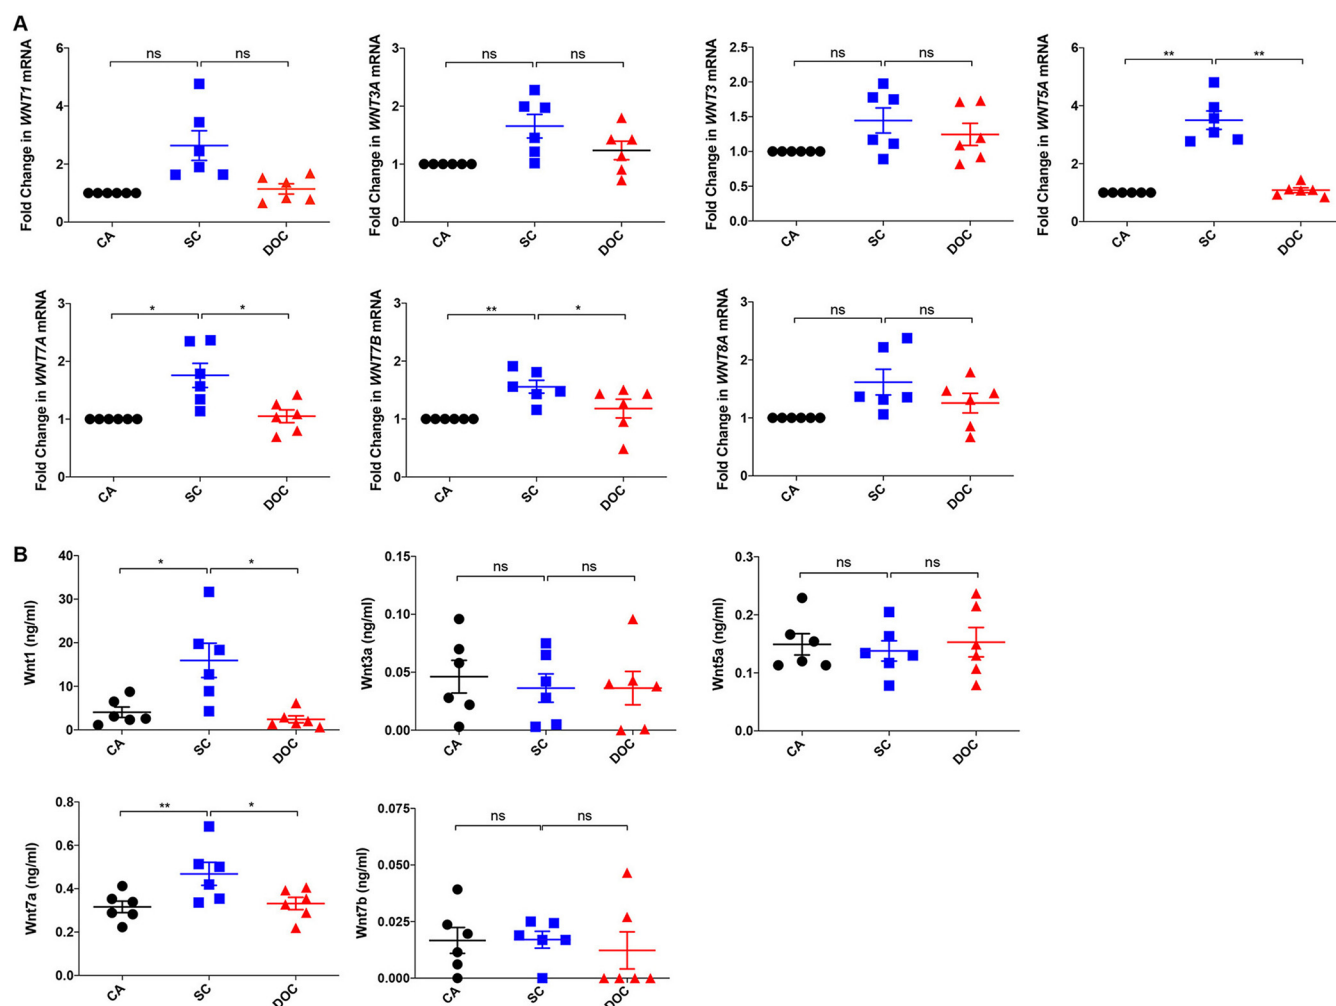 A
Fold Change in WNT1 mRNA
6
4
2
0
ns ns
CA SC DOC
Fold Change in WNT3A mRNA
3
2
1
0
ns ns
CA SC DOC
Fold Change in WNT3 mRNA
2.5
2.0
1.5
1.0
0.5
0.0
ns ns
CA SC DOC
Fold Change in WNT5A mRNA
6
4
2
0
** **
CA SC DOC
Fold Change in WNT7A mRNA
3
2
1
0
* *
CA SC DOC
Fold Change in WNT7B mRNA
3
2
1
0
** *
CA SC DOC
Fold Change in WNT8A mRNA
3
2
1
0
ns ns
CA SC DOC
B
Wnt1 (ng/ml)
40
30
20
10
0
* *
CA SC DOC
Wnt3a (ng/ml)
0.15
0.10
0.05
0.00
ns ns
CA SC DOC
Wnt5a (ng/ml)
0.3
0.2
0.1
0.0
ns ns
CA SC DOC
Wnt7a (ng/ml)
0.8
0.6
0.4
0.2
0.0
** *
CA SC DOC
Wnt7b (ng/ml)
0.075
0.050
0.025
0.000
ns ns
CA SC DOC